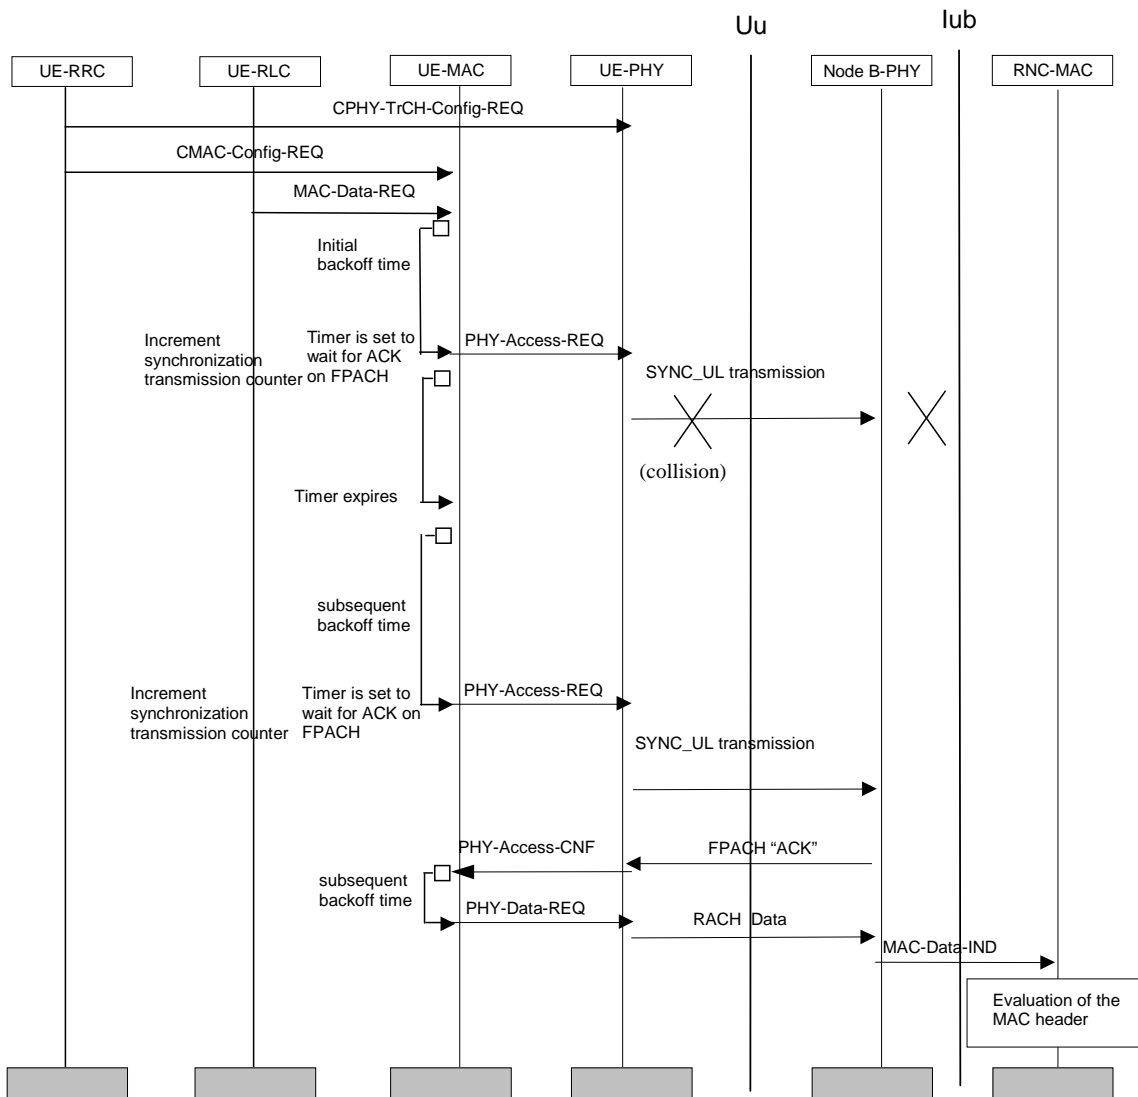 Uu
Iub
UE-RRC
UE-RLC
UE-MAC
UE-PHY
Node B-PHY
RNC-MAC
CPHY-TrCH-Config-REQ
CMAC-Config-REQ
MAC-Data-REQ
Initial
backoff time
Increment
synchronization
transmission counter
Timer is set to
wait for ACK
on FPACH
PHY-Access-REQ
SYNC_UL transmission
(collision)
Timer expires
subsequent
backoff time
Increment
synchronization
transmission counter
Timer is set to
wait for ACK on
FPACH
PHY-Access-REQ
SYNC_UL transmission
PHY-Access-CNF
FPACH “ACK”
subsequent
backoff time
PHY-Data-REQ
RACH Data
MAC-Data-IND
Evaluation of the
MAC header